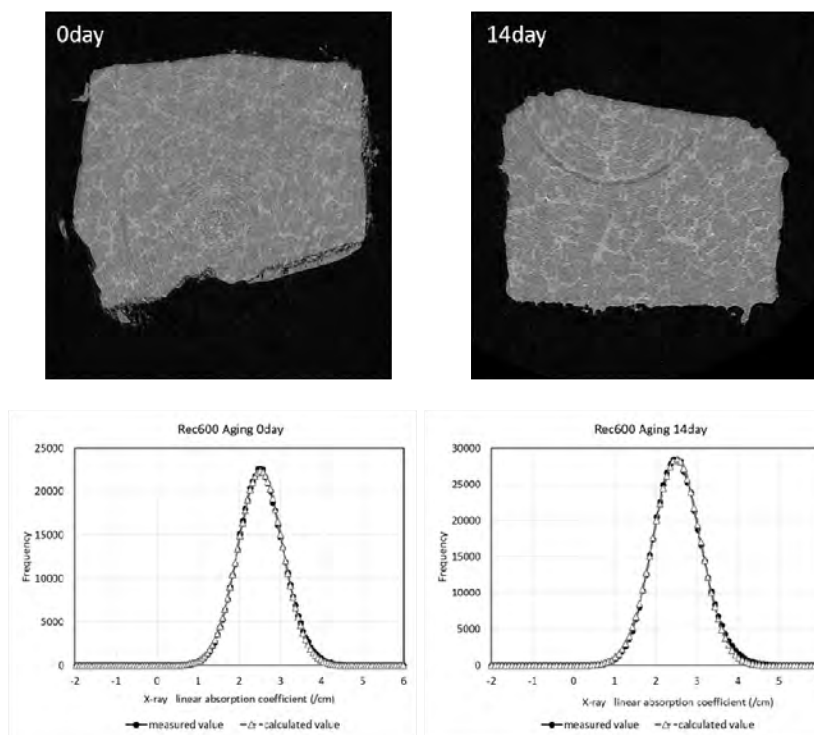 0day
14day
Rec600 Aging 0day
Frequency
25000
20000
15000
10000
5000
0
-2 -1 0 1 2 3 4 5 6
X-ray linear absorption coefficient (/cm)
measured value calculated value
Rec600 Aging 14day
Frequency
30000
25000
20000
15000
10000
5000
0
-2 -1 0 1 2 3 4 5 6
X-ray linear absorption coefficient (/cm)
measured value calculated value